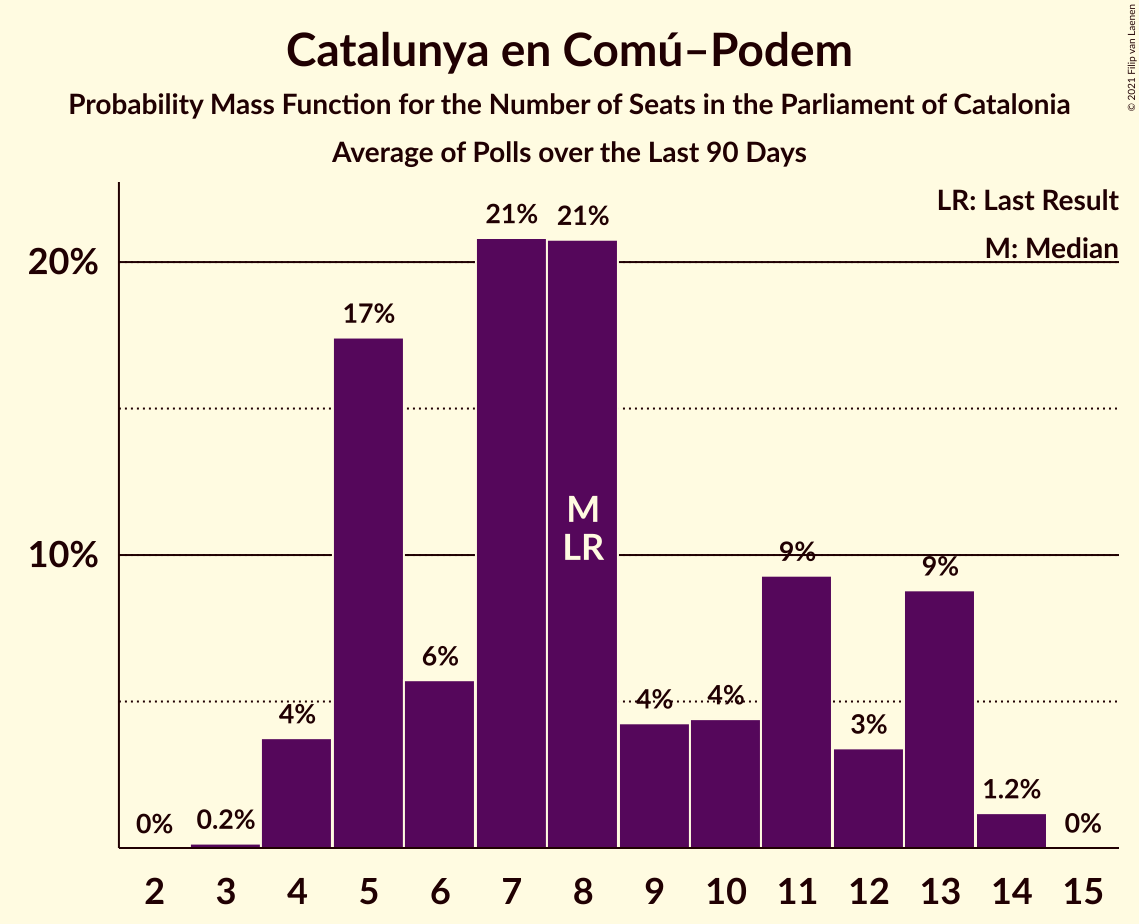 Catalunya en Comú–Podem
Probability Mass Function for the Number of Seats in the Parliament of Catalonia
Average of Polls over the Last 90 Days
© 2021 Filip van Laenen
LR: Last Result
M: Median
20%
10%
0%
0.2%
4%
17%
6%
21%
21%
4%
4%
9%
3%
9%
1.2%
0%
M
LR
2 3 4 5 6 7 8 9 10 11 12 13 14 15